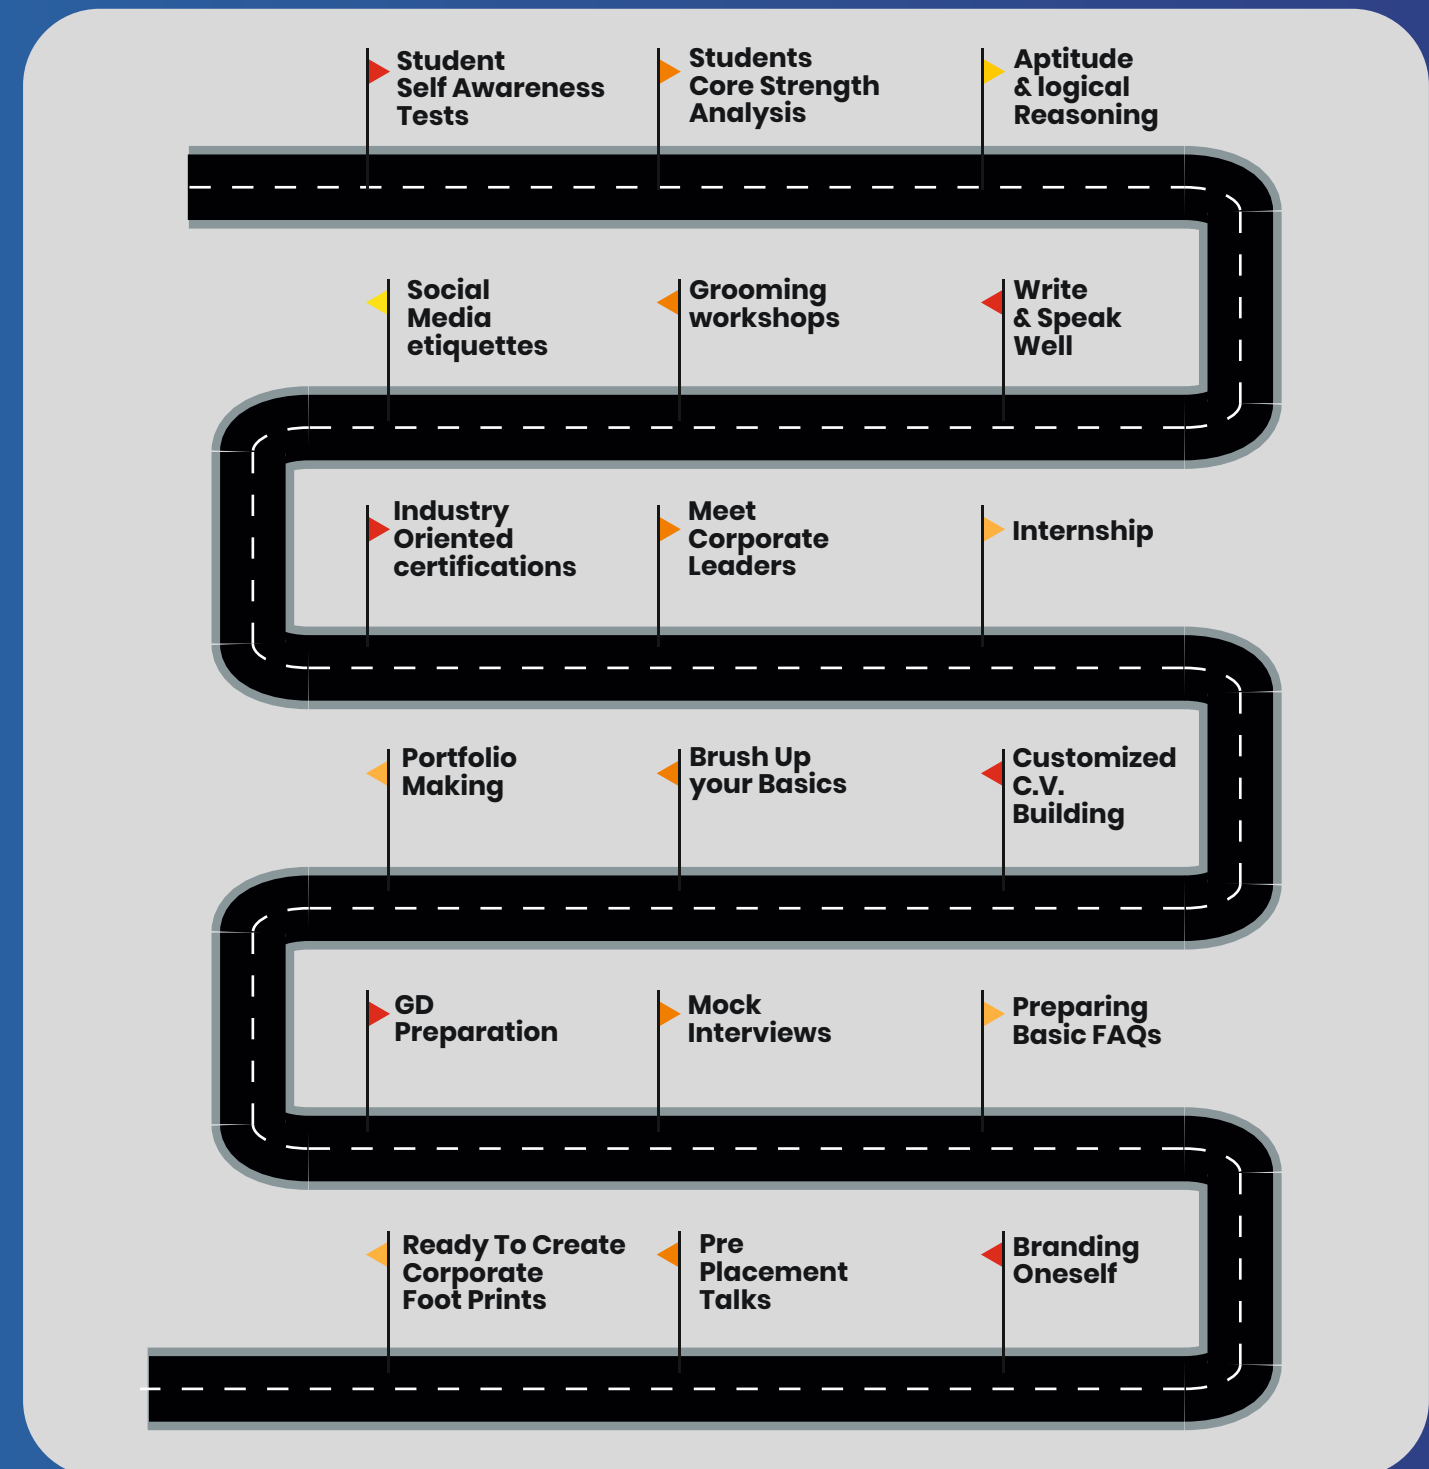 Student
Self Awareness
Tests
Students
Core Strength
Analysis
Aptitude
& logical
Reasoning
Social
Media
etiquettes
Grooming
workshops
Write
& Speak
Well
Industry
Oriented
certifications
Meet
Corporate
Leaders
Internship
Portfolio
Making
Brush Up
your Basics
Customized
C.V.
Building
GD
Preparation
Mock
Interviews
Preparing
Basic FAQs
Ready To Create
Corporate
Foot Prints
Pre
Placement
Talks
Branding
Oneself